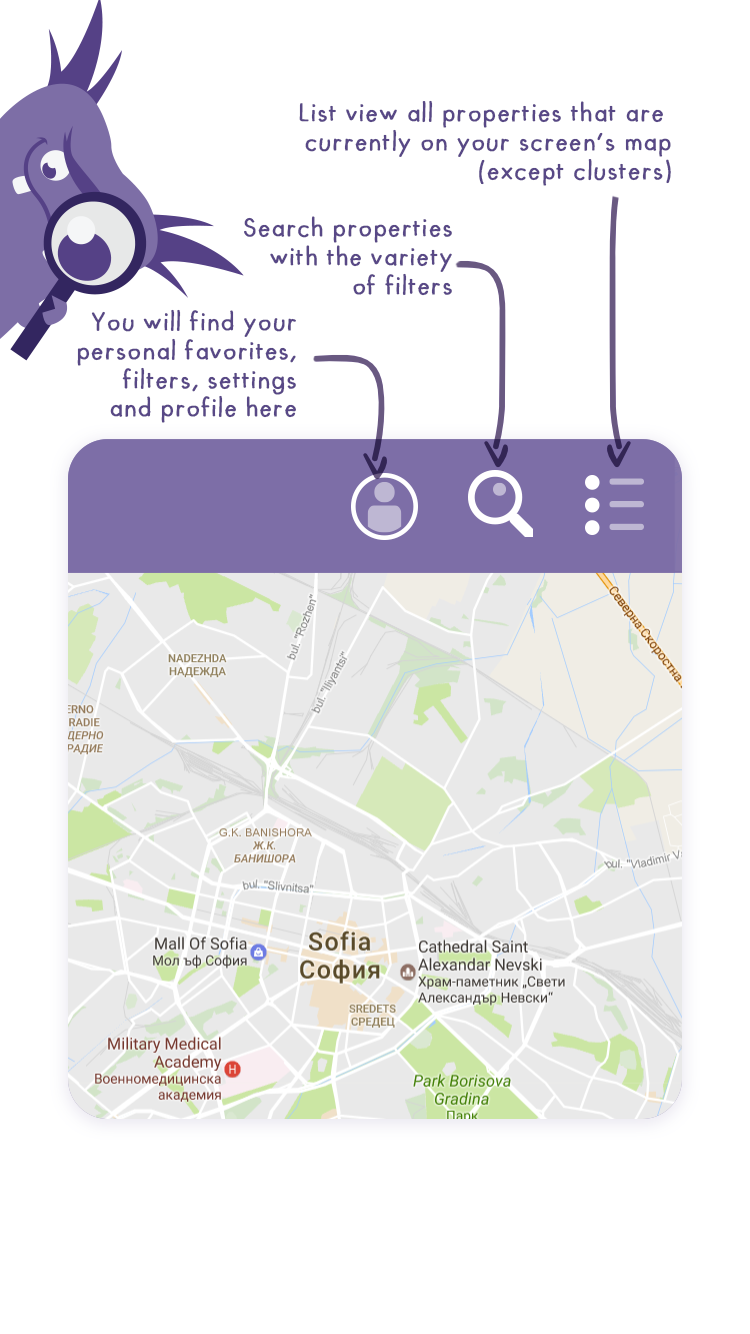 List view all properties that are
currently on your screen's map
(except clusters)
Search properties
with the variety
of filters
You will find your
personal favorites,
filters, settings
and profile here
Северна Скоростна
bul. "Rozhen"
bul. "Iliyantsi"
NADEZHDA
НАДЕЖДА
ERNO
RADIE
ДЕРНО
РАДИЕ
G.K. BANISHORA
Ж.К.
БАНИШОРА
bul. "Vladimir V
bul. "Slivnitsa"
Mall Of Sofia
Мол ъф София
Sofia
София
Cathedral Saint
Alexandar Nevski
Храм-паметник „Свети
Александър Невски“
SREDETS
СРЕДЕЦ
Military Medical
Academy
Военномедицинска
академия
H
Park Borisova
Gradina
Парк